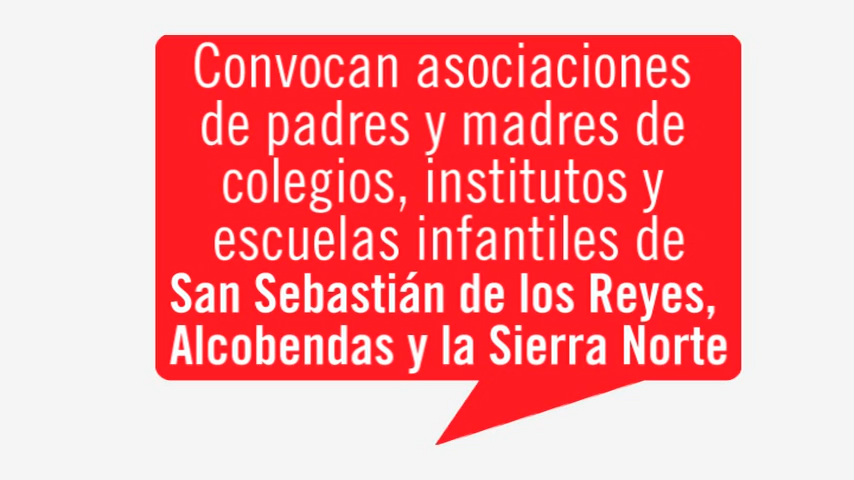 Convocan asociaciones
de padres y madres de
colegios, institutos y
escuelas infantiles de
San Sebastián de los Reyes,
Alcobendas y la Sierra Norte